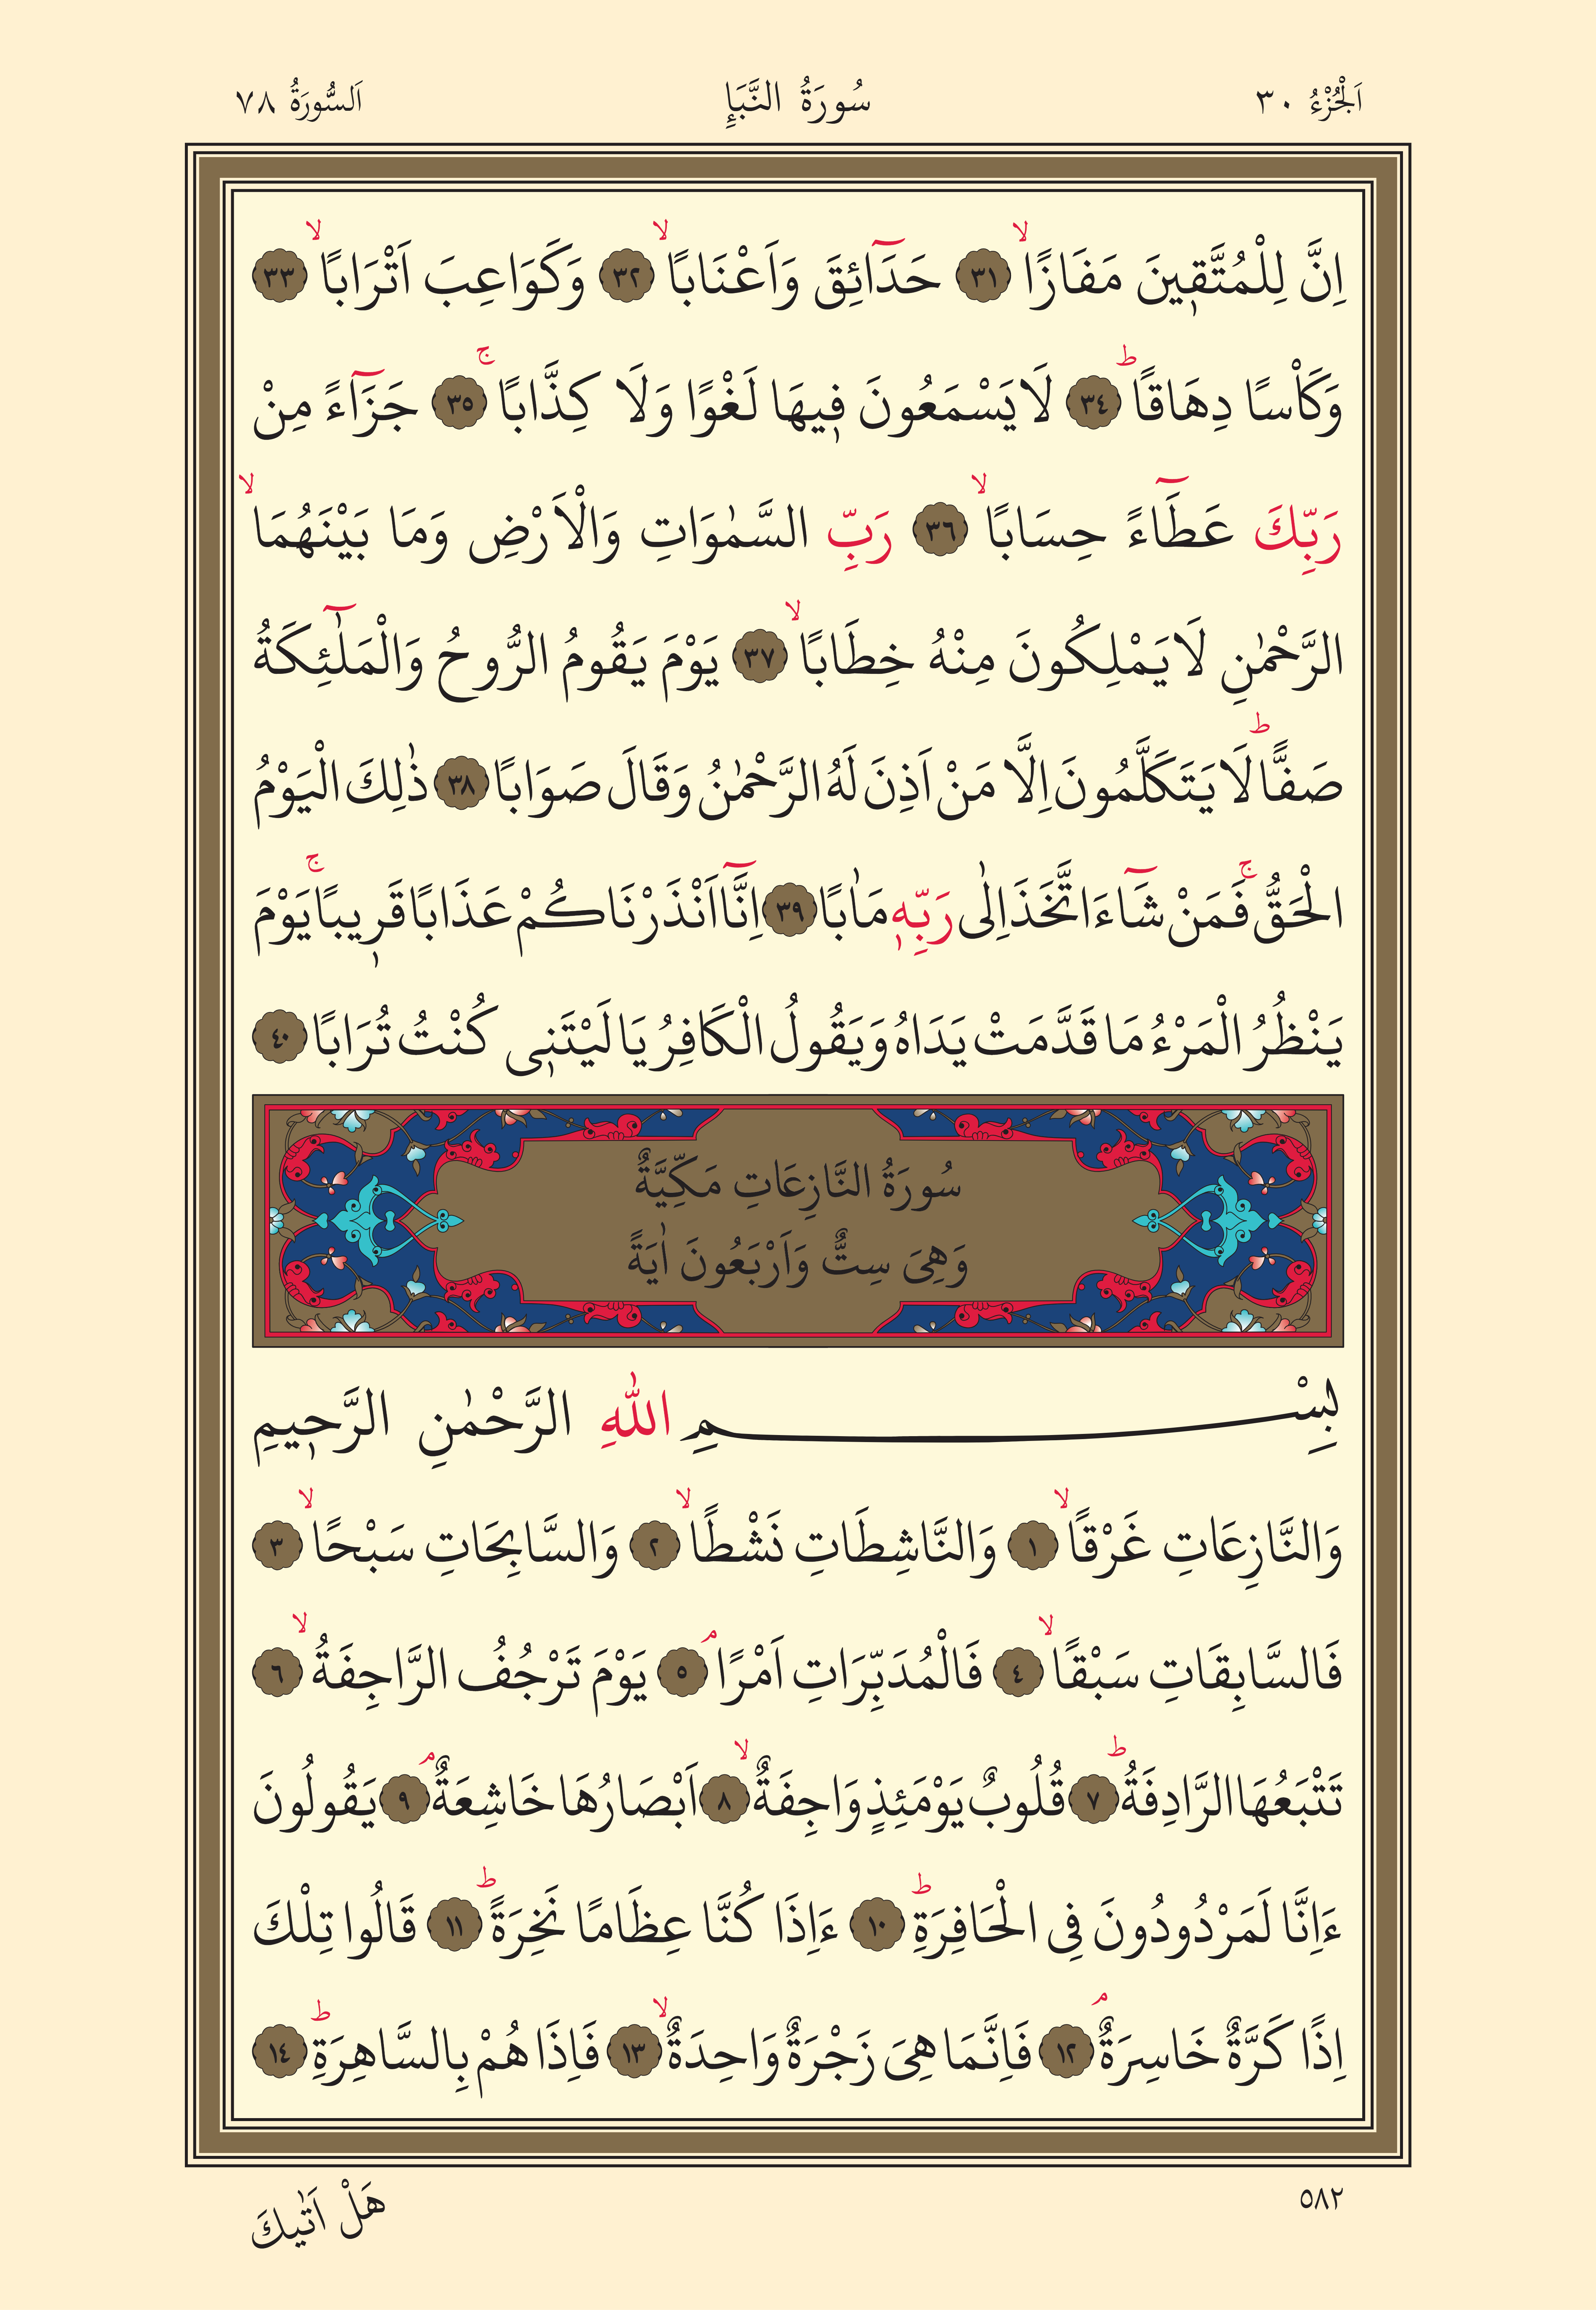 اَلْجُزْءُ ٣٠
سُورَةُ النَّبَأِ
اَلسُّورَةُ ٧٨
اِنَّ لِلْمُتَّق۪ينَ مَفَازًاۙ ﴿٣١﴾ حَدَٓائِقَ وَاَعْنَابًاۙ ﴿٣٢﴾ وَكَوَاعِبَ اَتْرَابًاۙ ﴿٣٣﴾
وَكَأْسًا دِهَاقًاۜ ﴿٣٤﴾ لَا يَسْمَعُونَ ف۪يهَا لَغْوًا وَلَا كِذَّابًاۚ ﴿٣٥﴾ جَزَٓاءً مِنْ
رَبِّكَ عَطَٓاءً حِسَابًاۙ ﴿٣٦﴾ رَبِّ السَّمٰوَاتِ وَالْاَرْضِ وَمَا بَيْنَهُمَاۙ
الرَّحْمٰنِ لَا يَمْلِكُونَ مِنْهُ خِطَابًاۙ ﴿٣٧﴾ يَوْمَ يَقُومُ الرُّوحُ وَالْمَلٰٓئِكَةُ
صَفًّاۜ لَا يَتَكَلَّمُونَ اِلَّا مَنْ اَذِنَ لَهُ الرَّحْمٰنُ وَقَالَ صَوَابًا ﴿٣٨﴾ ذٰلِكَ الْيَوْمُ
الْحَقُّۚ فَمَنْ شَٓاءَ اتَّخَذَ اِلٰى رَبِّه۪ مَاٰبًا ﴿٣٩﴾ اِنَّٓا اَنْذَرْنَاكُمْ عَذَابًا قَر۪يبًاۚ يَوْمَ
يَنْظُرُ الْمَرْءُ مَا قَدَّمَتْ يَدَاهُ وَيَقُولُ الْكَافِرُ يَا لَيْتَن۪ي كُنْتُ تُرَابًا ﴿٤٠﴾
سُورَةُ النَّازِعَاتِ مَكِّيَّةٌ
وَهِيَ سِتٌّ وَاَرْبَعُونَ اٰيَةً
بِسْمِ اللّٰهِ الرَّحْمٰنِ الرَّح۪يمِ
وَالنَّازِعَاتِ غَرْقًاۙ ﴿١﴾ وَالنَّاشِطَاتِ نَشْطًاۙ ﴿٢﴾ وَالسَّابِحَاتِ سَبْحًاۙ ﴿٣﴾
فَالسَّابِقَاتِ سَبْقًاۙ ﴿٤﴾ فَالْمُدَبِّرَاتِ اَمْرًاۢ ﴿٥﴾ يَوْمَ تَرْجُفُ الرَّاجِفَةُۙ ﴿٦﴾
تَتْبَعُهَا الرَّادِفَةُۜ ﴿٧﴾ قُلُوبٌ يَوْمَئِذٍ وَاجِفَةٌۙ ﴿٨﴾ اَبْصَارُهَا خَاشِعَةٌۢ ﴿٩﴾ يَقُولُونَ
ءَاِنَّا لَمَرْدُودُونَ فِي الْحَافِرَةِۜ ﴿١٠﴾ ءَاِذَا كُنَّا عِظَامًا نَخِرَةًۜ ﴿١١﴾ قَالُوا تِلْكَ
اِذًا كَرَّةٌ خَاسِرَةٌۢ ﴿١٢﴾ فَاِنَّمَا هِيَ زَجْرَةٌ وَاحِدَةٌۙ ﴿١٣﴾ فَاِذَا هُمْ بِالسَّاهِرَةِۜ ﴿١٤﴾
٥٨٢
هَلْ اَتٰيكَ